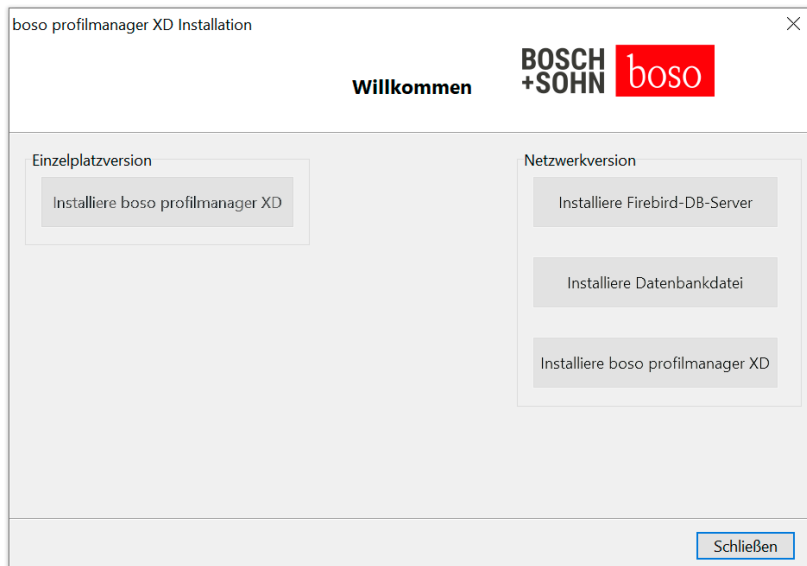 boso profilmanager XD Installation
Willkommen
BOSCH
+SOHN
boso
Einzelplatzversion
Installiere boso profilmanager XD
Netzwerkversion
Installiere Firebird-DB-Server
Installiere Datenbankdatei
Installiere boso profilmanager XD
Schließen